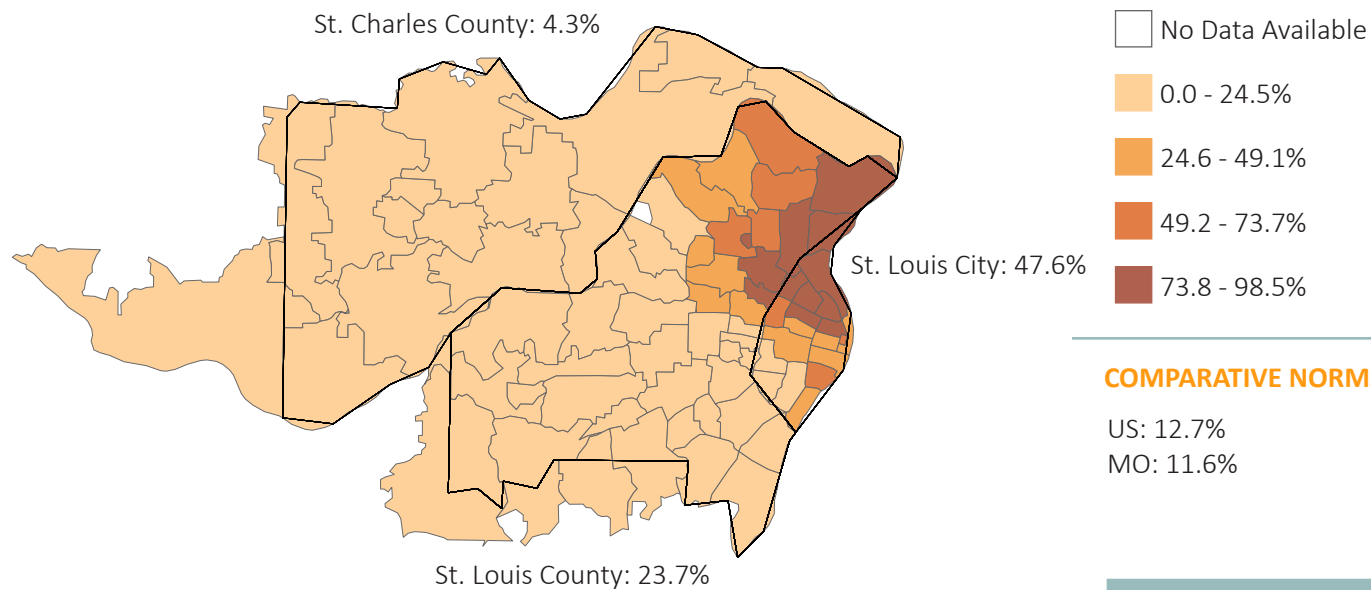 St. Charles County: 4.3%
St. Louis City: 47.6%
St. Louis County: 23.7%
No Data Available
0.0 - 24.5%
24.6 - 49.1%
49.2 - 73.7%
73.8 - 98.5%
COMPARATIVE NORM
US: 12.7%
MO: 11.6%